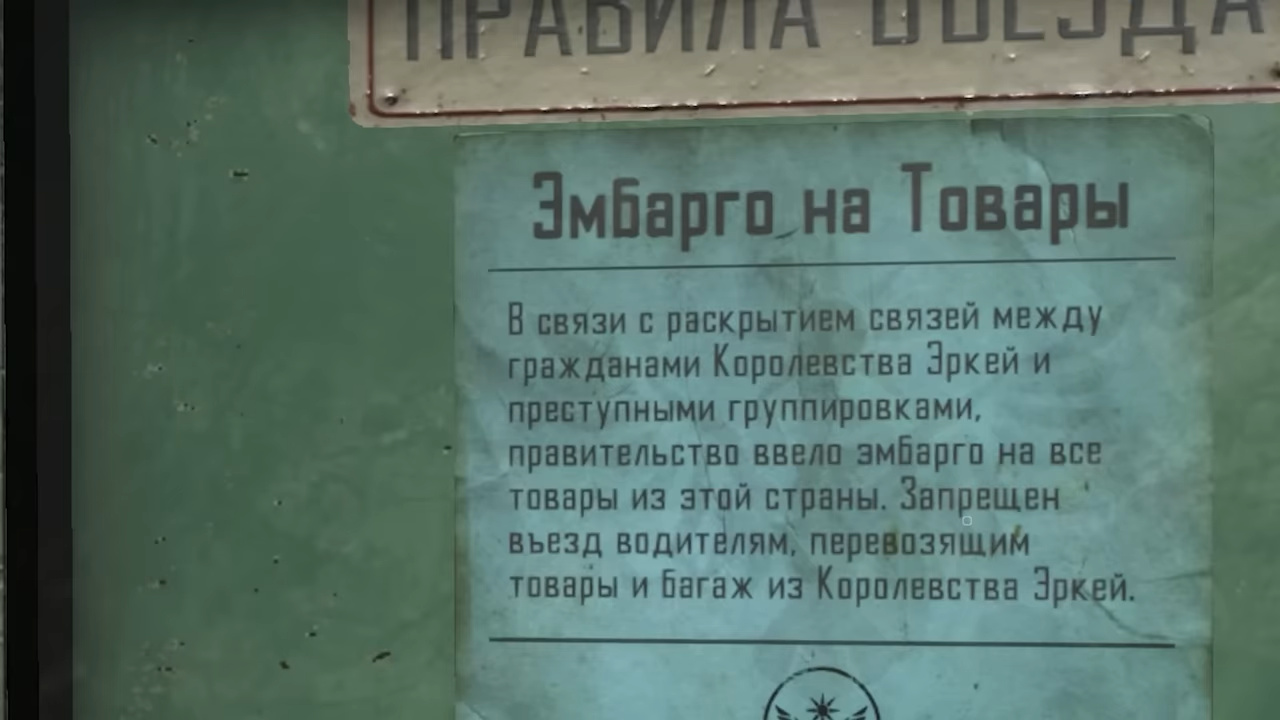 ПРАВИЛА ВЪЕЗДА
Эмбарго на Товары
В связи с раскрытием связей между
гражданами Королевства Эркей и
преступными группировками,
правительство ввело эмбарго на все
товары из этой страны. Запрещен
въезд водителям, перевозящим
товары и багаж из Королевства Эркей.